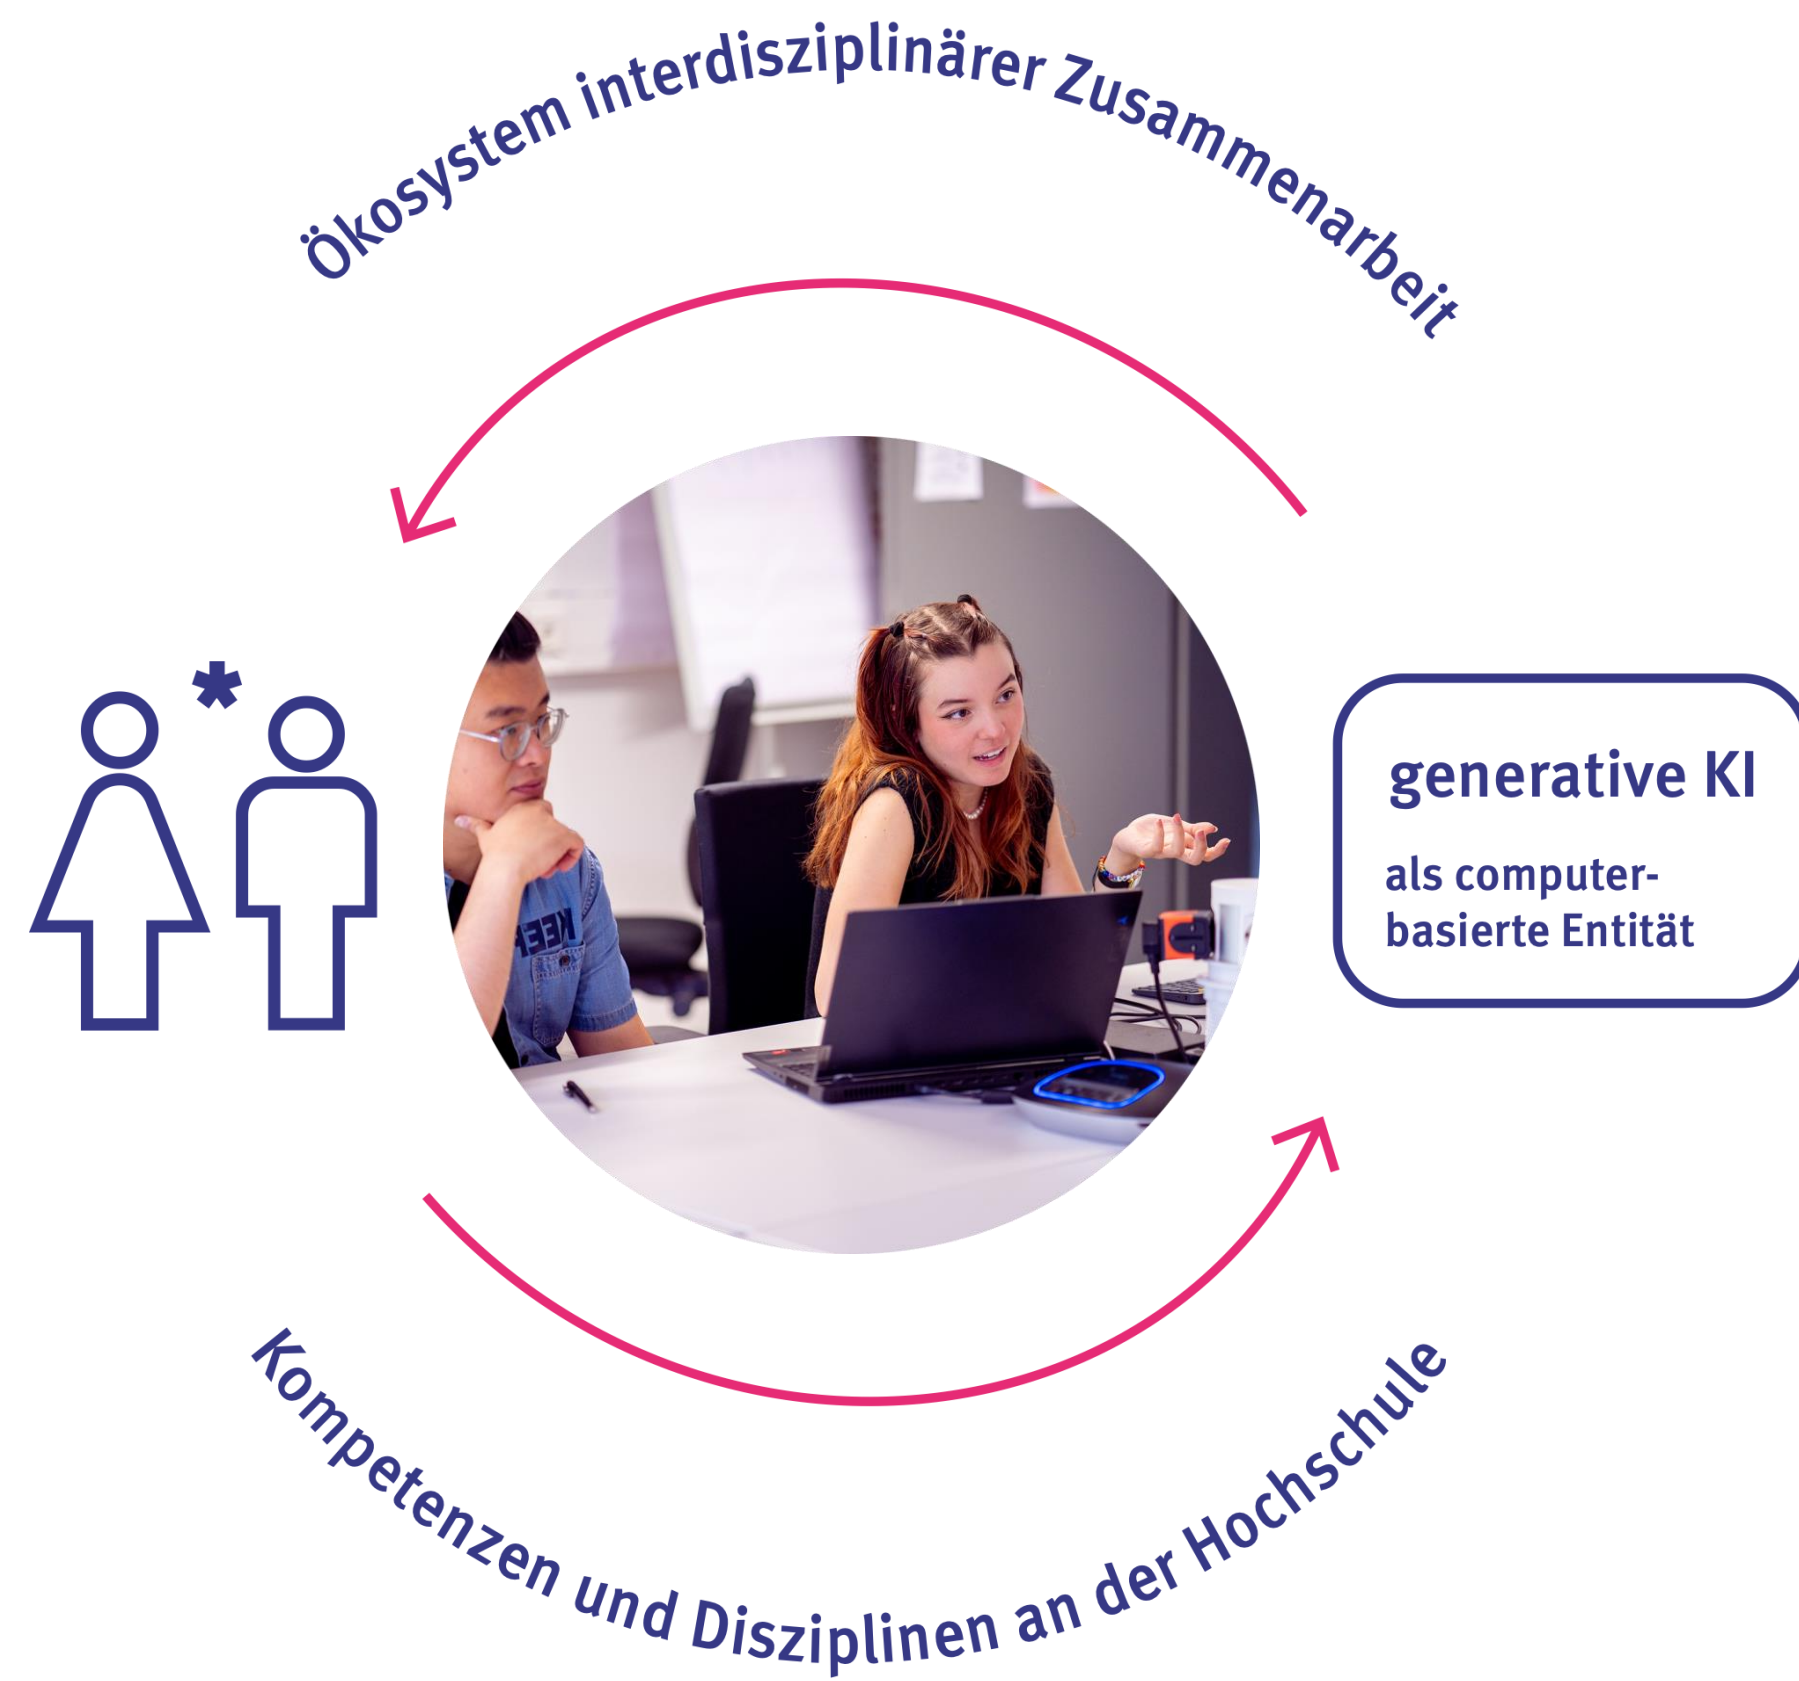 Ökosystem interdisziplinärer Zusammenarbeit
*
generative KI
als computer-
basierte Entität
Kompetenzen und Disziplinen an der Hochschule